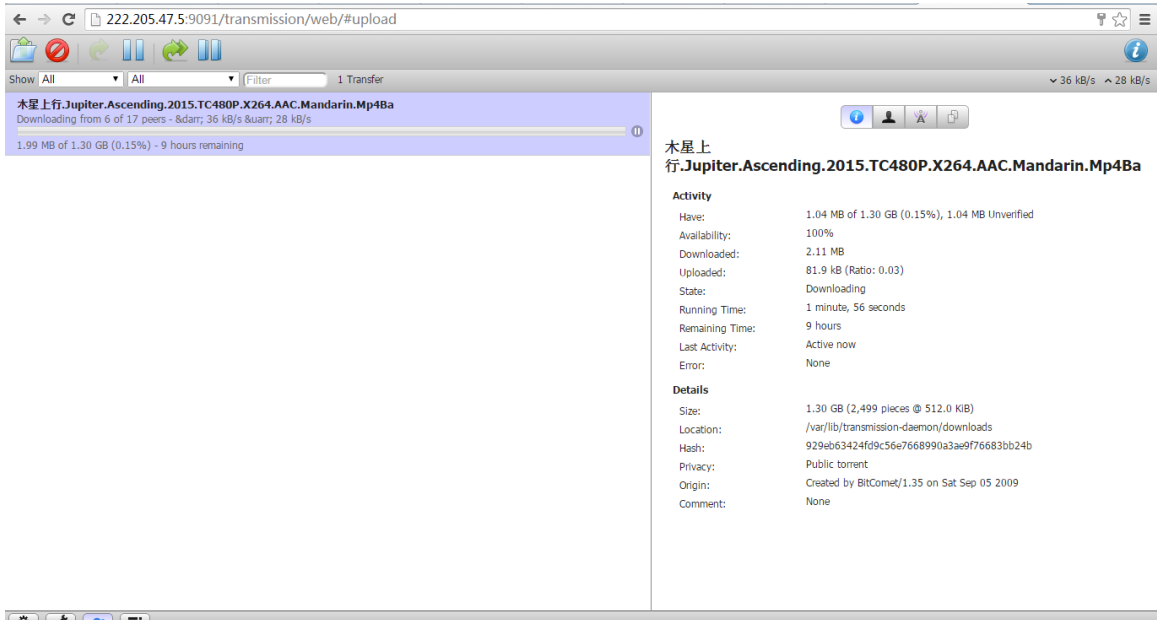 222.205.47.5:9091/transmission/web/#upload
Show All All Filter 1 Transfer 36 kB/s 28 kB/s
木星上行.Jupiter.Ascending.2015.TC480P.X264.AAC.Mandarin.Mp4Ba
Downloading from 6 of 17 peers - &darr; 36 kB/s &uarr; 28 kB/s
1.99 MB of 1.30 GB (0.15%) - 9 hours remaining
木星上
行.Jupiter.Ascending.2015.TC480P.X264.AAC.Mandarin.Mp4Ba
Activity
Have: 1.04 MB of 1.30 GB (0.15%), 1.04 MB Unverified
Availability: 100%
Downloaded: 2.11 MB
Uploaded: 81.9 kB (Ratio: 0.03)
State: Downloading
Running Time: 1 minute, 56 seconds
Remaining Time: 9 hours
Last Activity: Active now
Error: None
Details
Size: 1.30 GB (2,499 pieces @ 512.0 KiB)
Location: /var/lib/transmission-daemon/downloads
Hash: 929eb63424fd9c56e7668990a3ae9f76683bb24b
Privacy: Public torrent
Origin: Created by BitComet/1.35 on Sat Sep 05 2009
Comment: None